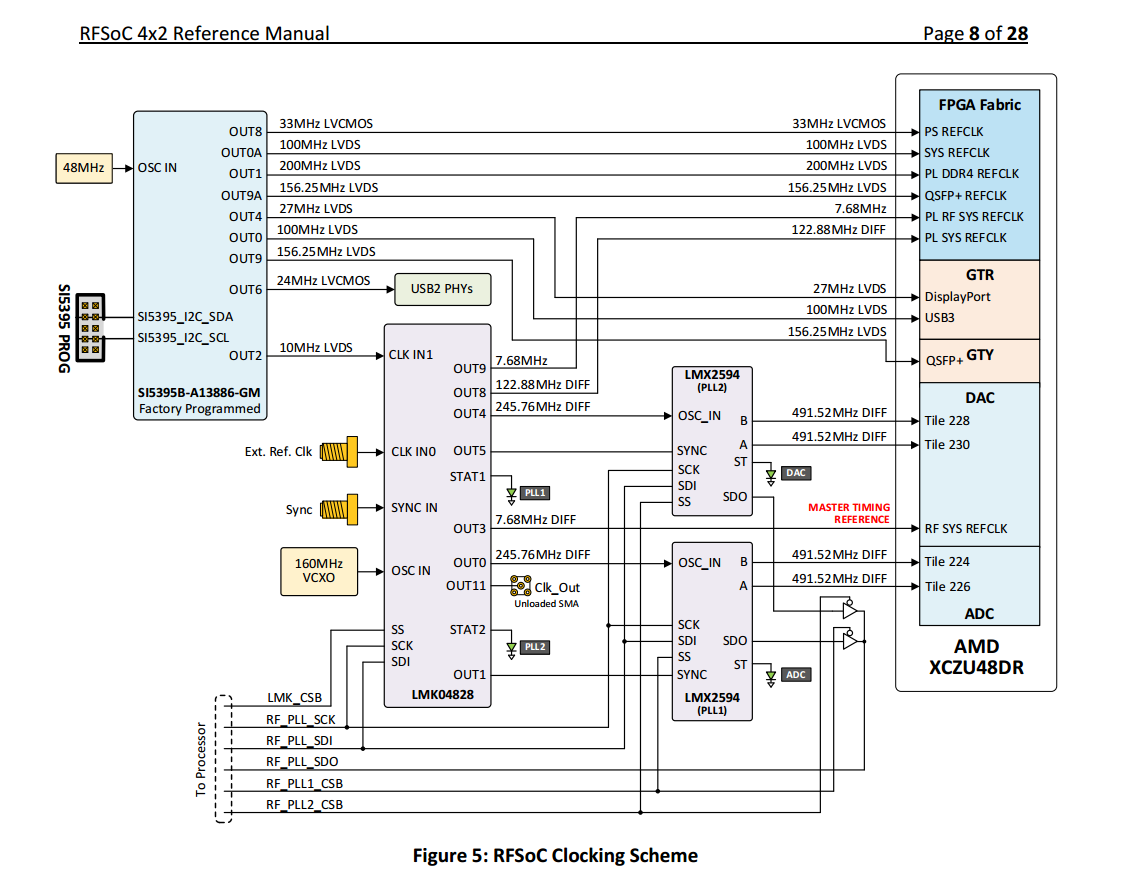 RFSoC 4x2 Reference Manual
Page 8 of 28
48MHz
OSC IN
OUT8
OUT0A
OUT1
OUT9A
OUT4
OUT0
OUT9
OUT6
SI5395_I2C_SDA
SI5395_I2C_SCL
OUT2
SI5395B-A13886-GM
Factory Programmed
SI5395 PROG
33MHz LVCMOS
100MHz LVDS
200MHz LVDS
156.25MHz LVDS
27MHz LVDS
100MHz LVDS
156.25MHz LVDS
24MHz LVCMOS
10MHz LVDS
USB2 PHYs
33MHz LVCMOS
100MHz LVDS
200MHz LVDS
156.25MHz LVDS
7.68MHz
122.88MHz DIFF
27MHz LVDS
100MHz LVDS
156.25MHz LVDS
FPGA Fabric
PS REFCLK
SYS REFCLK
PL DDR4 REFCLK
QSFP+ REFCLK
PL RF SYS REFCLK
PL SYS REFCLK
GTR
DisplayPort
USB3
QSFP+ GTY
DAC
Tile 228
Tile 230
RF SYS REFCLK
Tile 224
Tile 226
ADC
AMD
XCZU48DR
Ext. Ref. Clk
Sync
160MHz
VCXO
CLK IN1
CLK IN0
SYNC IN
OSC IN
SS
SCK
SDI
OUT9
OUT8
OUT4
OUT5
STAT1
OUT3
OUT0
OUT11
STAT2
OUT1
LMK04828
7.68MHz
122.88MHz DIFF
245.76MHz DIFF
PLL1
7.68MHz DIFF
245.76MHz DIFF
Clk_Out
Unloaded SMA
PLL2
LMX2594
(PLL2)
OSC_IN
SYNC
SCK
SDI
SS
B
A
ST
SDO
491.52MHz DIFF
491.52MHz DIFF
DAC
MASTER TIMING
REFERENCE
OSC_IN
SCK
SDI
SS
SYNC
B
A
SDO
ST
LMX2594
(PLL1)
491.52MHz DIFF
491.52MHz DIFF
ADC
To Processor
LMK_CSB
RF_PLL_SCK
RF_PLL_SDI
RF_PLL_SDO
RF_PLL1_CSB
RF_PLL2_CSB
Figure 5: RFSoC Clocking Scheme